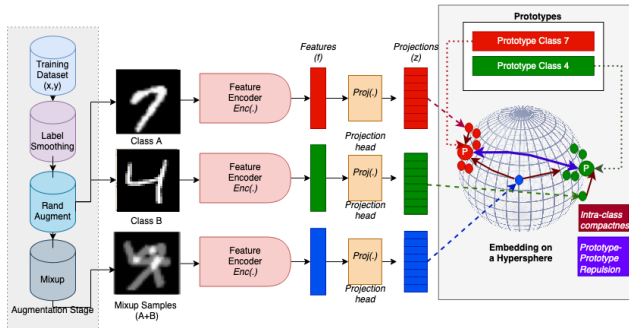 Training
Dataset
(x,y)
Label
Smoothing
Rand
Augment
Mixup
Augmentation Stage
Class A
Class B
Mixup Samples
(A+B)
Feature
Encoder
Enc(.)
Feature
Encoder
Enc(.)
Feature
Encoder
Enc(.)
Features
(f)
Proj(.)
Projection
head
Proj(.)
Projection
head
Proj(.)
Projection
head
Projections
(z)
Prototypes
Prototype Class 7
Prototype Class 4
P
P
Embedding on
a Hypersphere
Intra-class
compactnes
Prototype-
Prototype
Repulsion